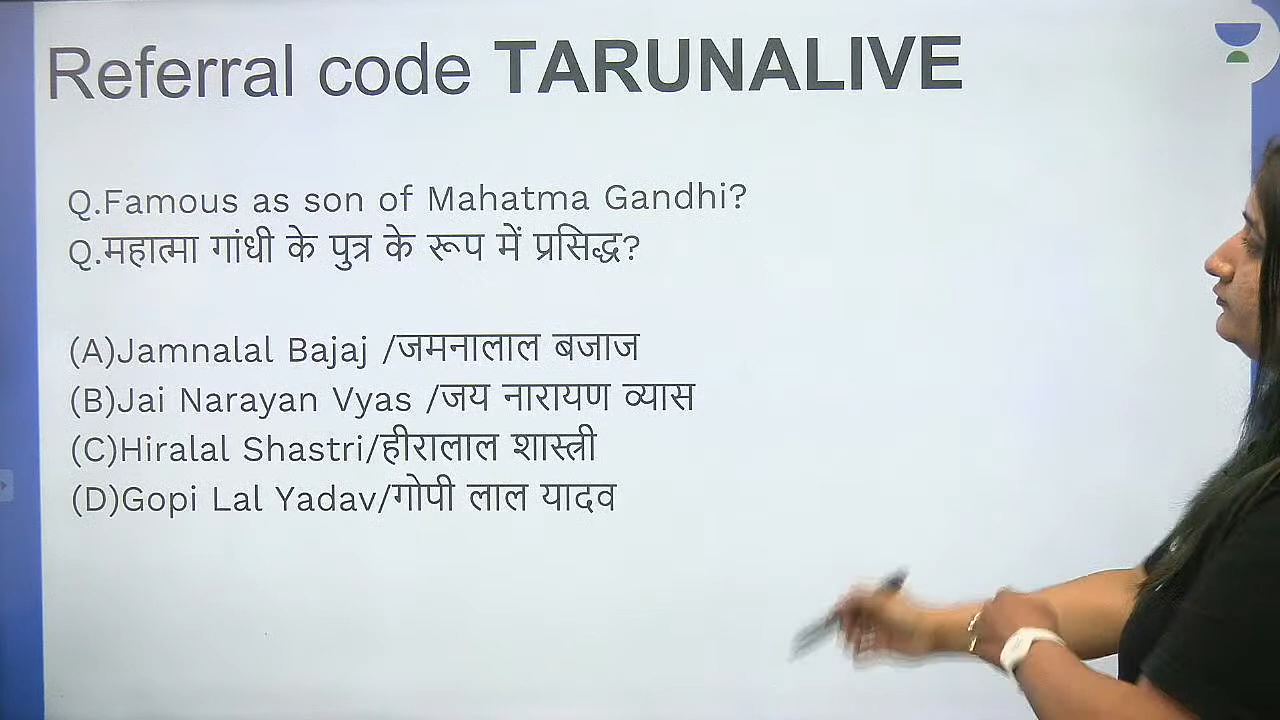 Referral code TARUNALIVE
Q.Famous as son of Mahatma Gandhi?
Q.महात्मा गांधी के पुत्र के रूप में प्रसिद्ध?
(A)Jamnalal Bajaj /जमनालाल बजाज
(B)Jai Narayan Vyas /जय नारायण व्यास
(C)Hiralal Shastri/हीरालाल शास्त्री
(D)Gopi Lal Yadav/गोपी लाल यादव